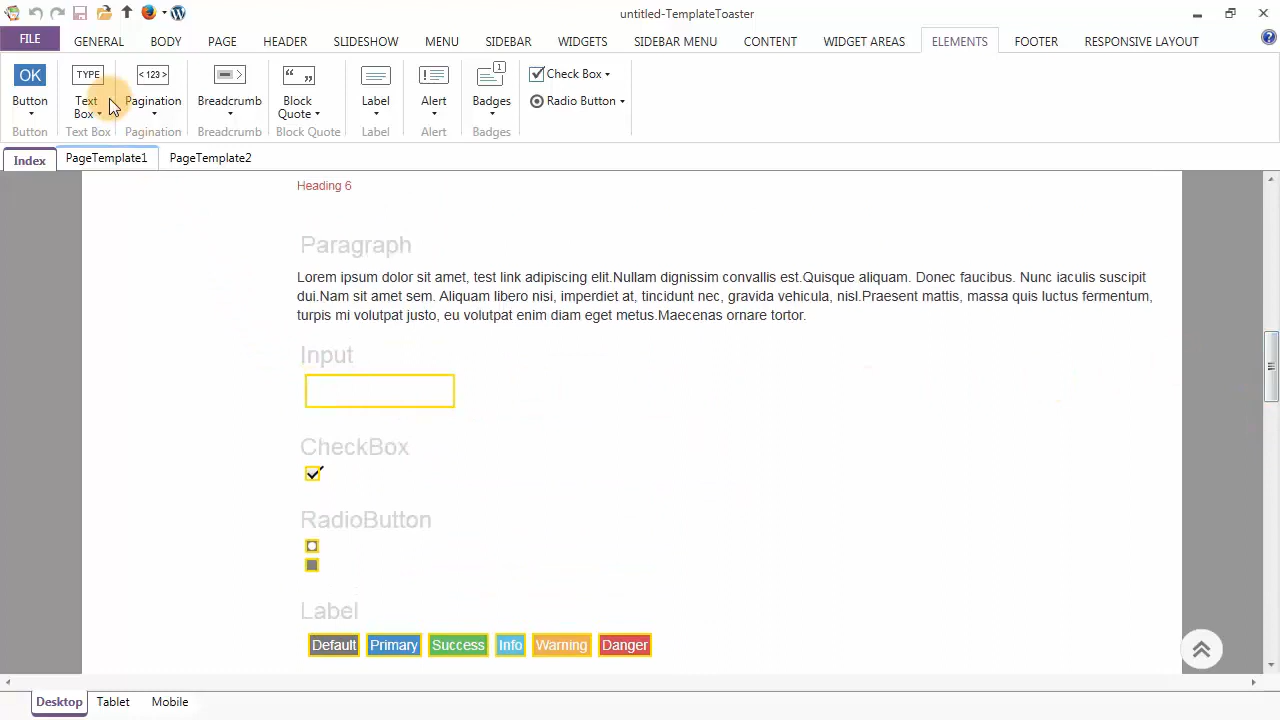 untitled-TemplateToaster
FILE GENERAL BODY PAGE HEADER SLIDESHOW MENU SIDEBAR WIDGETS SIDEBAR MENU CONTENT WIDGET AREAS ELEMENTS FOOTER RESPONSIVE LAYOUT
OK TYPE < 123 > “ ” 1
Button
Text
Box
Pagination
Breadcrumb
Block
Quote
Label
Alert
Badges
Check Box
Radio Button
Button Text Box Pagination Breadcrumb Block Quote Label Alert Badges
Index PageTemplate1 PageTemplate2
Heading 6
Paragraph
Lorem ipsum dolor sit amet, test link adipiscing elit.Nullam dignissim convallis est.Quisque aliquam. Donec faucibus. Nunc iaculis suscipit
dui.Nam sit amet sem. Aliquam libero nisi, imperdiet at, tincidunt nec, gravida vehicula, nisl.Praesent mattis, massa quis luctus fermentum,
turpis mi volutpat justo, eu volutpat enim diam eget metus.Maecenas ornare tortor.
Input
CheckBox
RadioButton
Label
Default Primary Success Info Warning Danger
Desktop Tablet Mobile